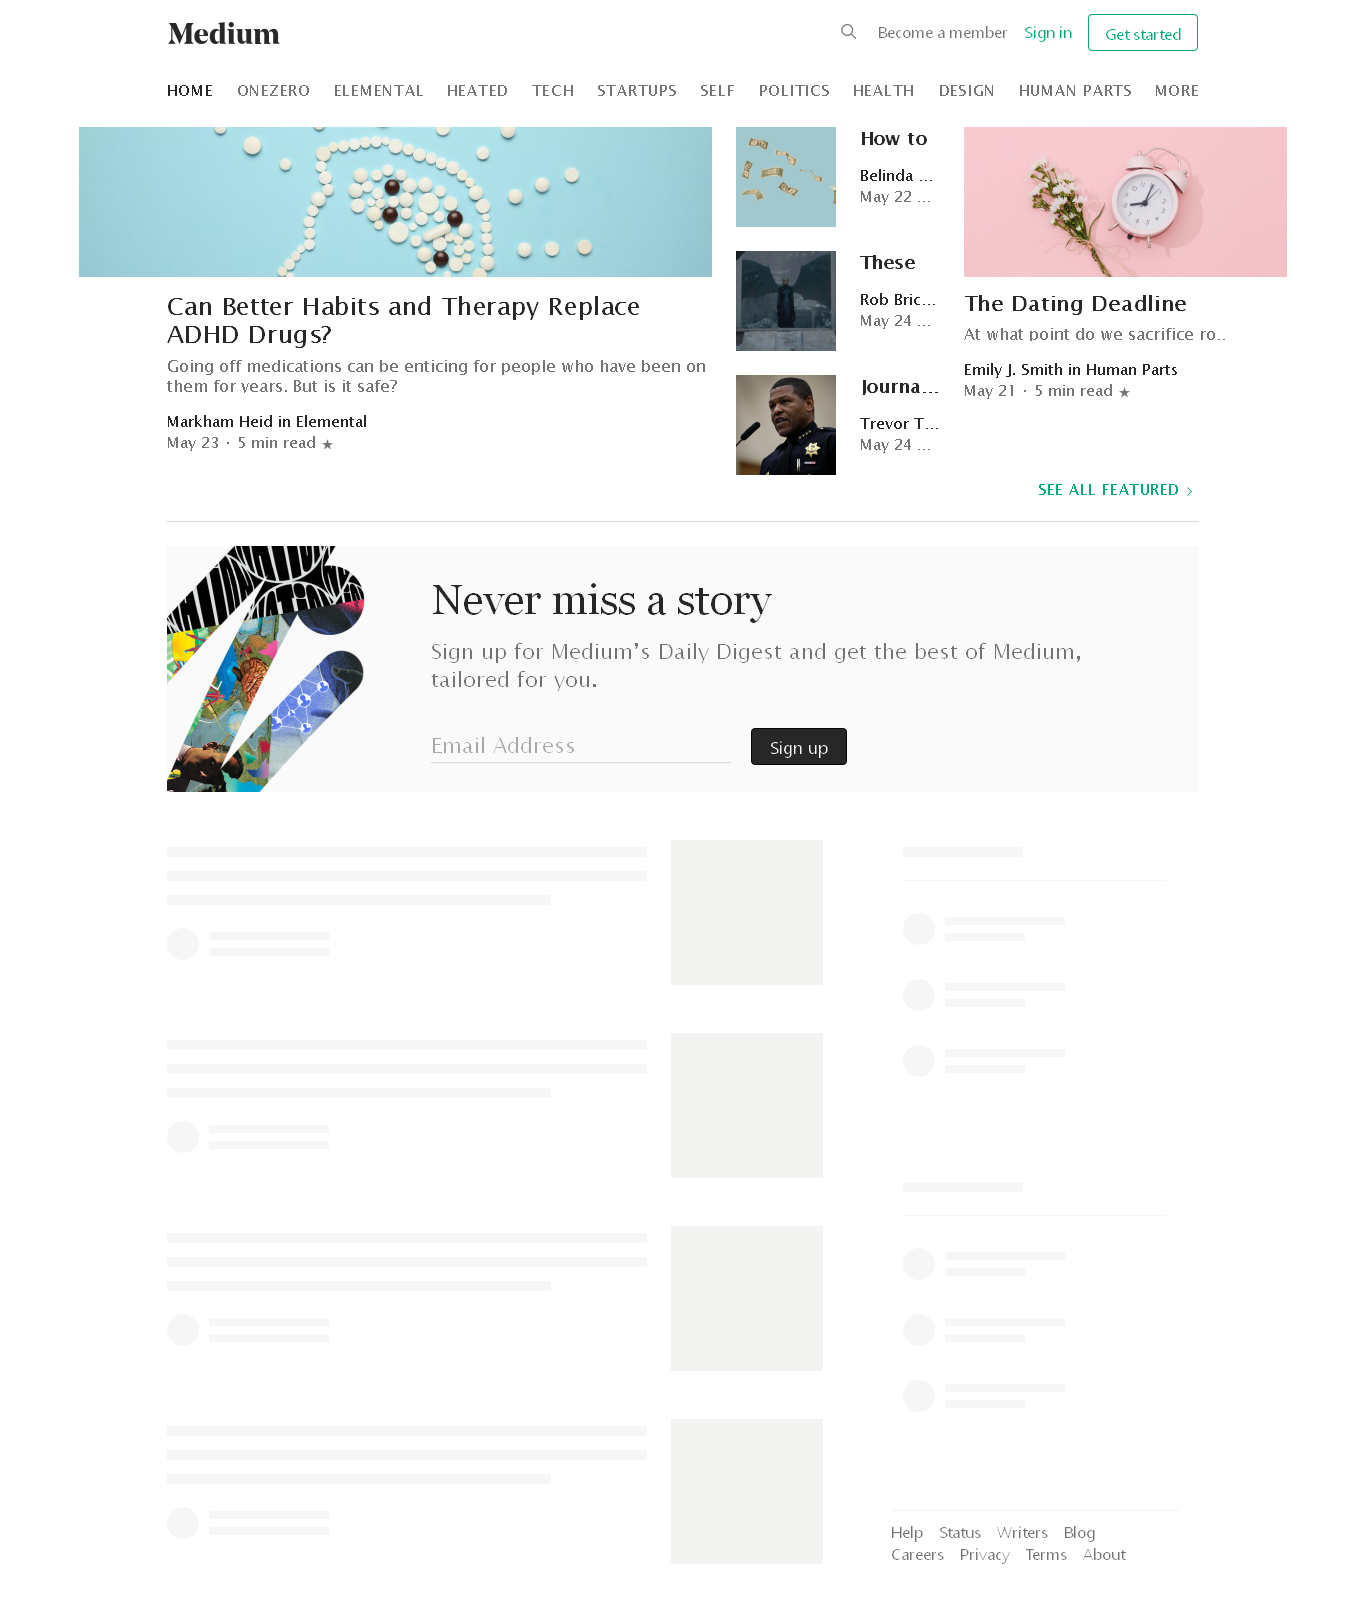 Medium
Become a member
Sign in
Get started
HOME
ONEZERO
ELEMENTAL
HEATED
TECH
STARTUPS
SELF
POLITICS
HEALTH
DESIGN
HUMAN PARTS
MORE
Can Better Habits and Therapy Replace
ADHD Drugs?
Going off medications can be enticing for people who have been on
them for years. But is it safe?
Markham Heid in Elemental
May 23 · 5 min read ★
How to
Belinda …
May 22 …
These
Rob Bric…
May 24 …
Journa…
Trevor T…
May 24 …
The Dating Deadline
At what point do we sacrifice ro..
Emily J. Smith in Human Parts
May 21 · 5 min read ★
SEE ALL FEATURED
Never miss a story
Sign up for Medium’s Daily Digest and get the best of Medium,
tailored for you.
Email Address
Sign up
Help Status Writers Blog
Careers Privacy Terms About